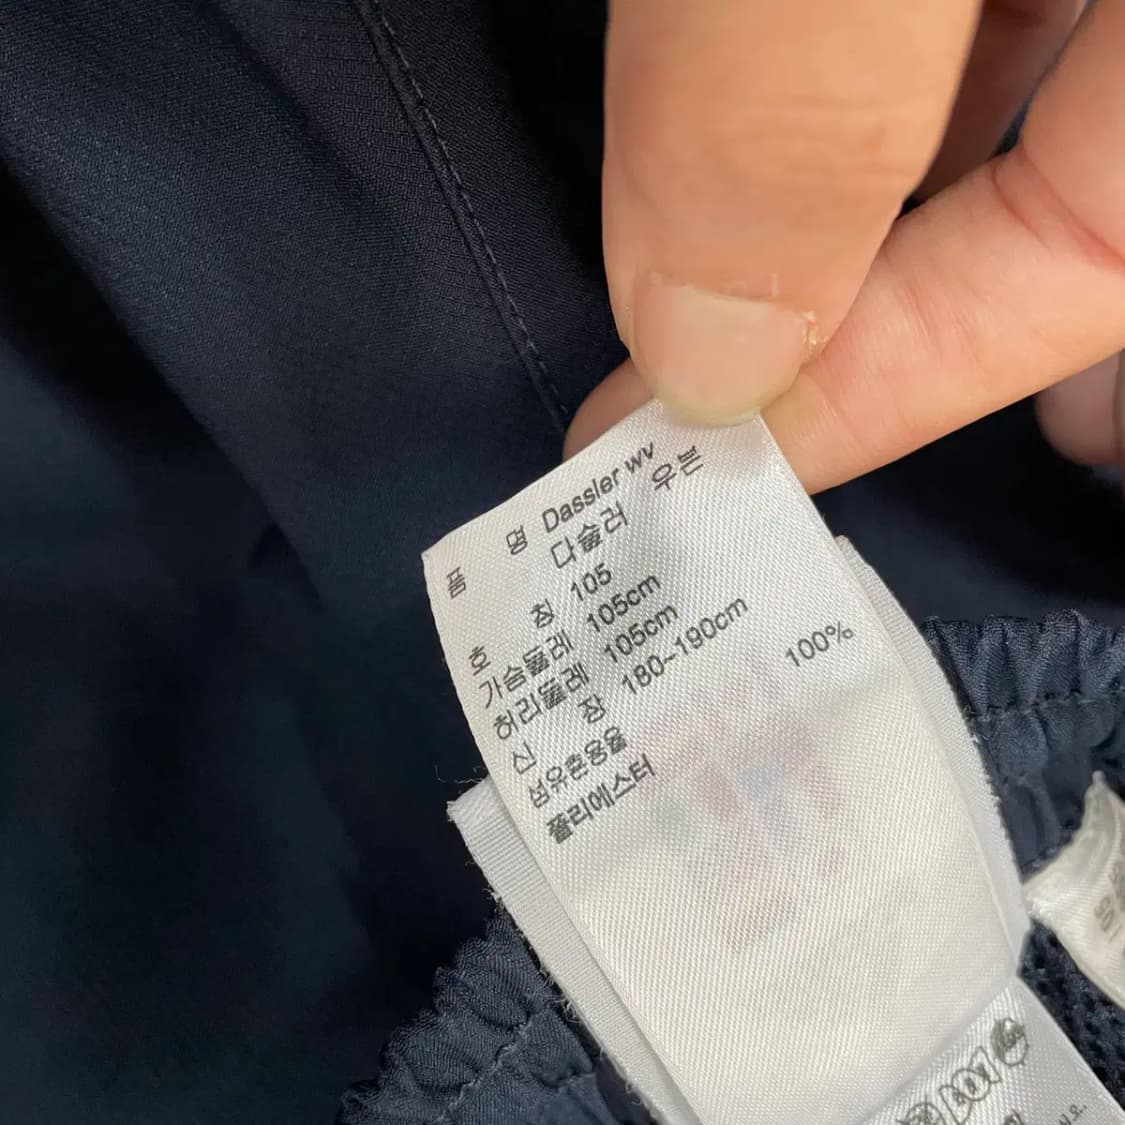 품 명 Dassler wv
다슬러 우븐
호 칭 105
가슴둘레 105cm
허리둘레 105cm
신 장 180~190cm
섬유혼용율
폴리에스터 100%